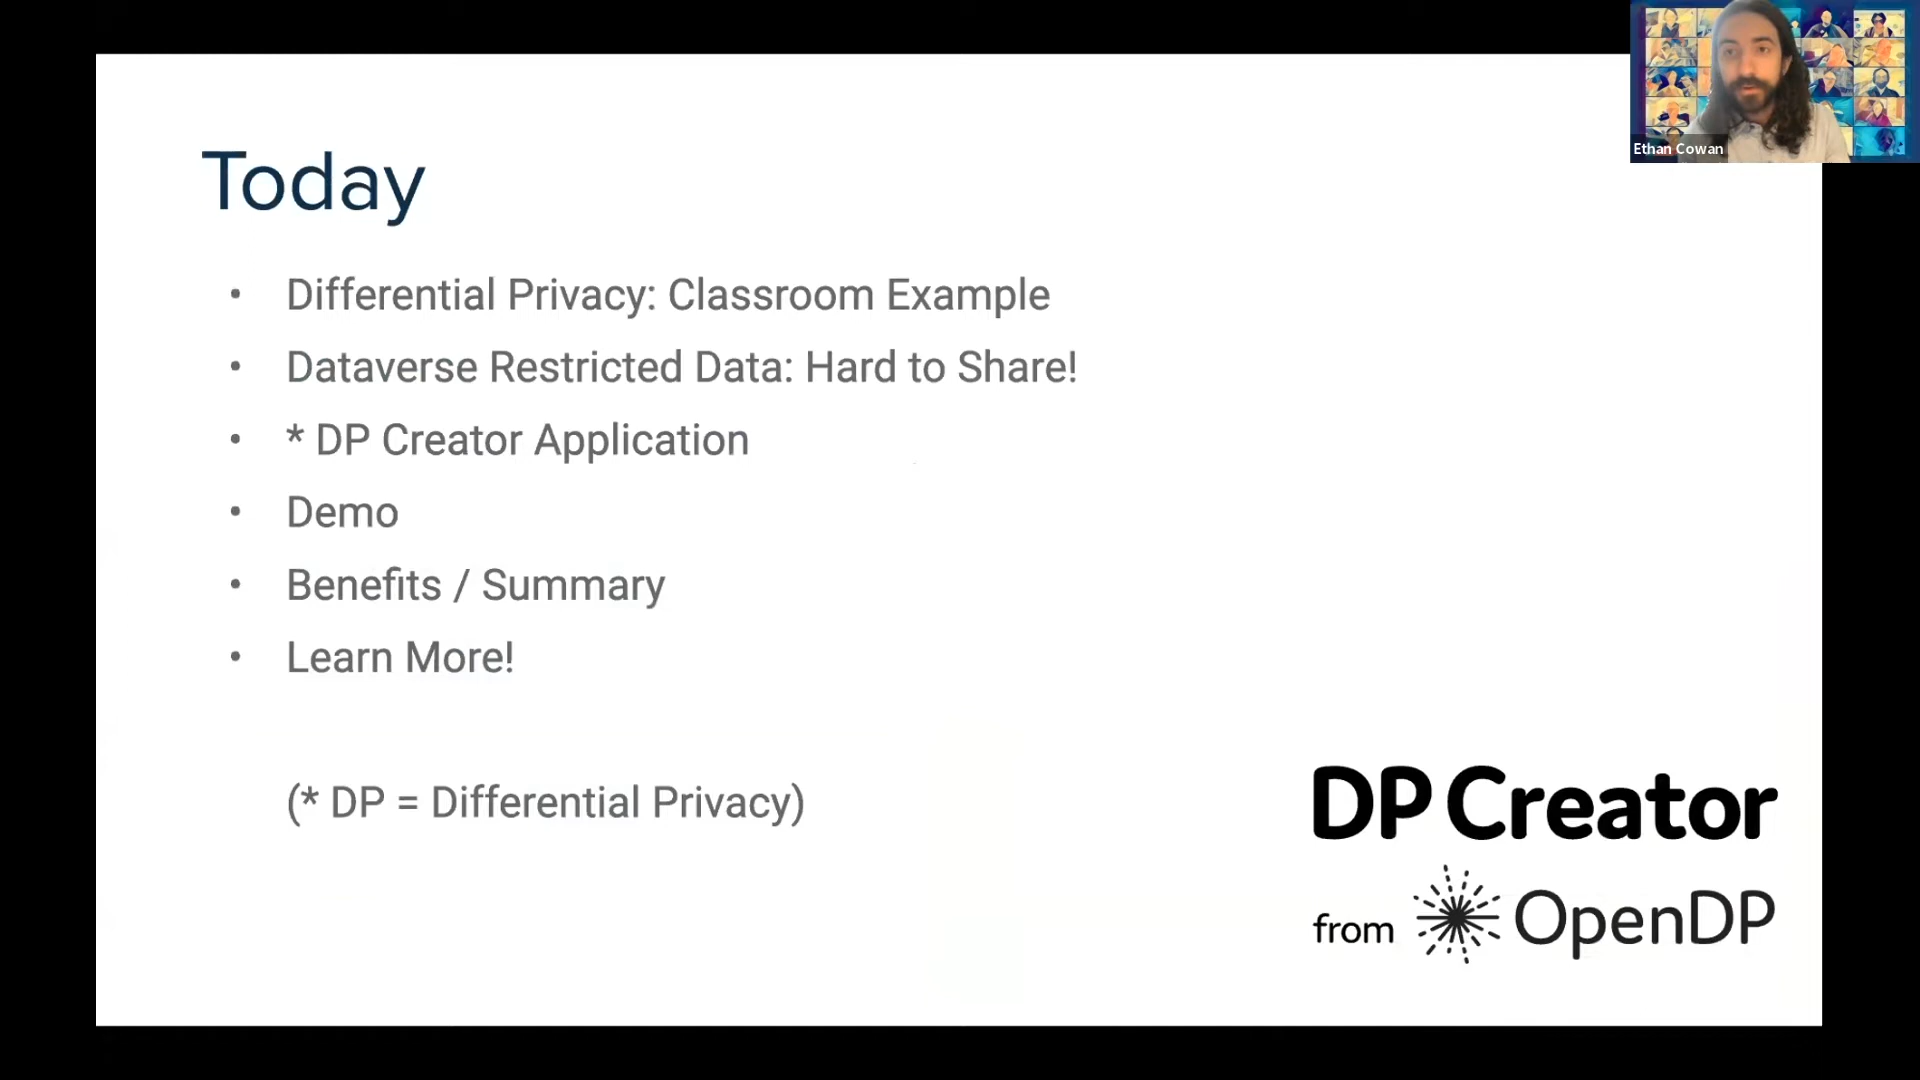 Ethan Cowan
Today
• Differential Privacy: Classroom Example
• Dataverse Restricted Data: Hard to Share!
• * DP Creator Application
• Demo
• Benefits / Summary
• Learn More!
(* DP = Differential Privacy)
DP Creator
from OpenDP